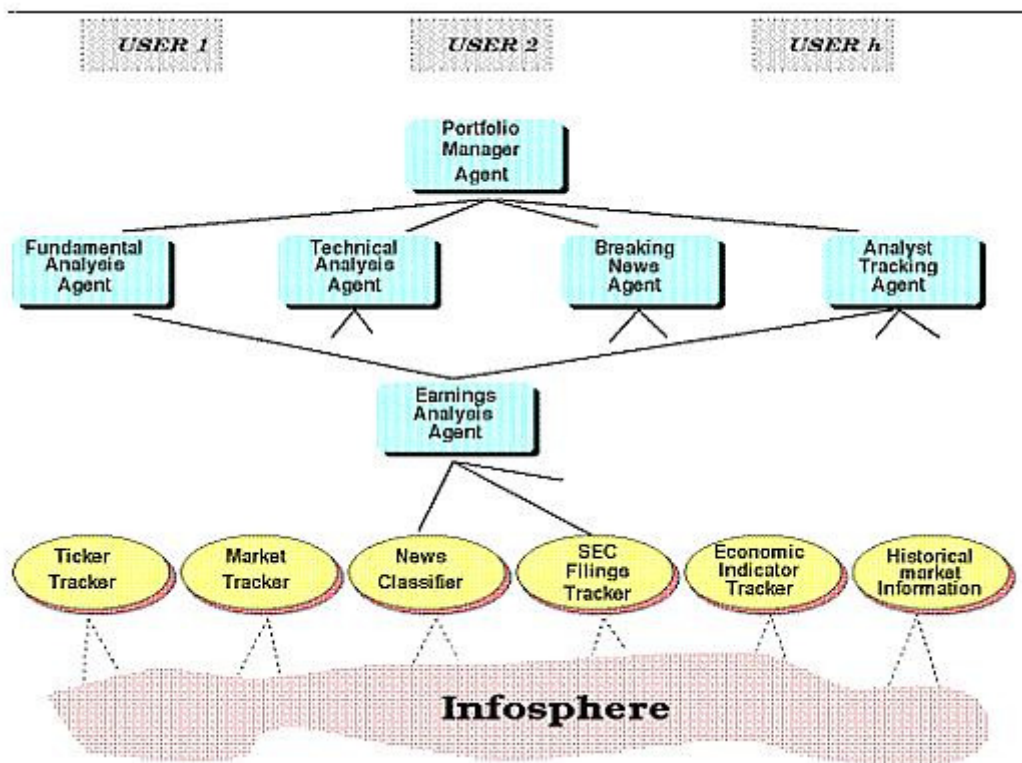 USER 1
USER 2
USER h
Portfolio
Manager
Agent
Fundamental
Analysis
Agent
Technical
Analysis
Agent
Breaking
News
Agent
Analyst
Tracking
Agent
Earnings
Analysis
Agent
Ticker
Tracker
Market
Tracker
News
Classifier
SEC
Filings
Tracker
Economic
Indicator
Tracker
Historical
market
Information
Infosphere